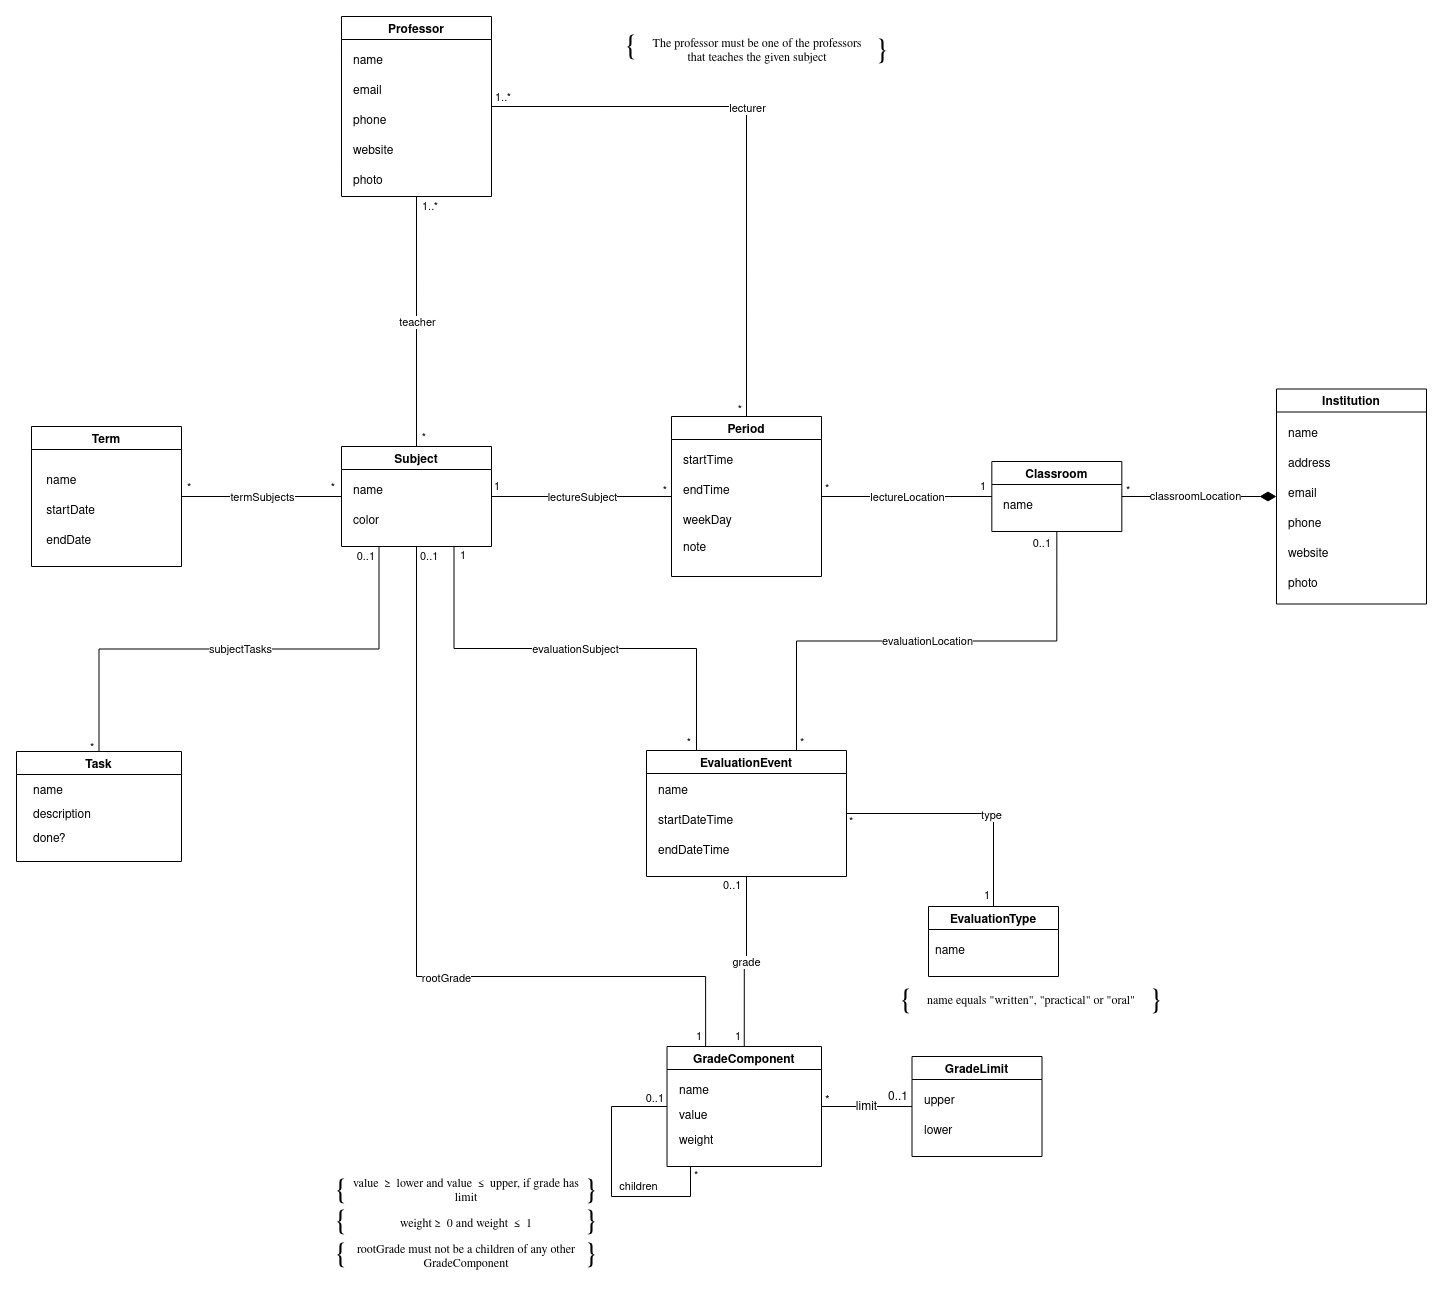 Professor
name
email
phone
website
photo
{ The professor must be one of the professors }
that teaches the given subject
1..*
lecturer
1..*
teacher
*
*
Term
name
startDate
endDate
*
termSubjects
*
Subject
name
color
1
lectureSubject
*
Period
startTime
endTime
weekDay
note
*
lectureLocation
1
Classroom
name
*
classroomLocation
Institution
name
address
email
phone
website
photo
0..1
0..1
1
0..1
subjectTasks
evaluationSubject
evaluationLocation
*
*
*
Task
name
description
done?
EvaluationEvent
name
startDateTime
endDateTime
*
type
1
EvaluationType
name
{ name equals "written", "practical" or "oral" }
0..1
grade
rootGrade
1
1
GradeComponent
name
value
weight
*
limit
0..1
GradeLimit
upper
lower
0..1
*
children
{ value ≥ lower and value ≤ upper, if grade has }
limit
{ weight ≥ 0 and weight ≤ 1 }
{ rootGrade must not be a children of any other }
GradeComponent